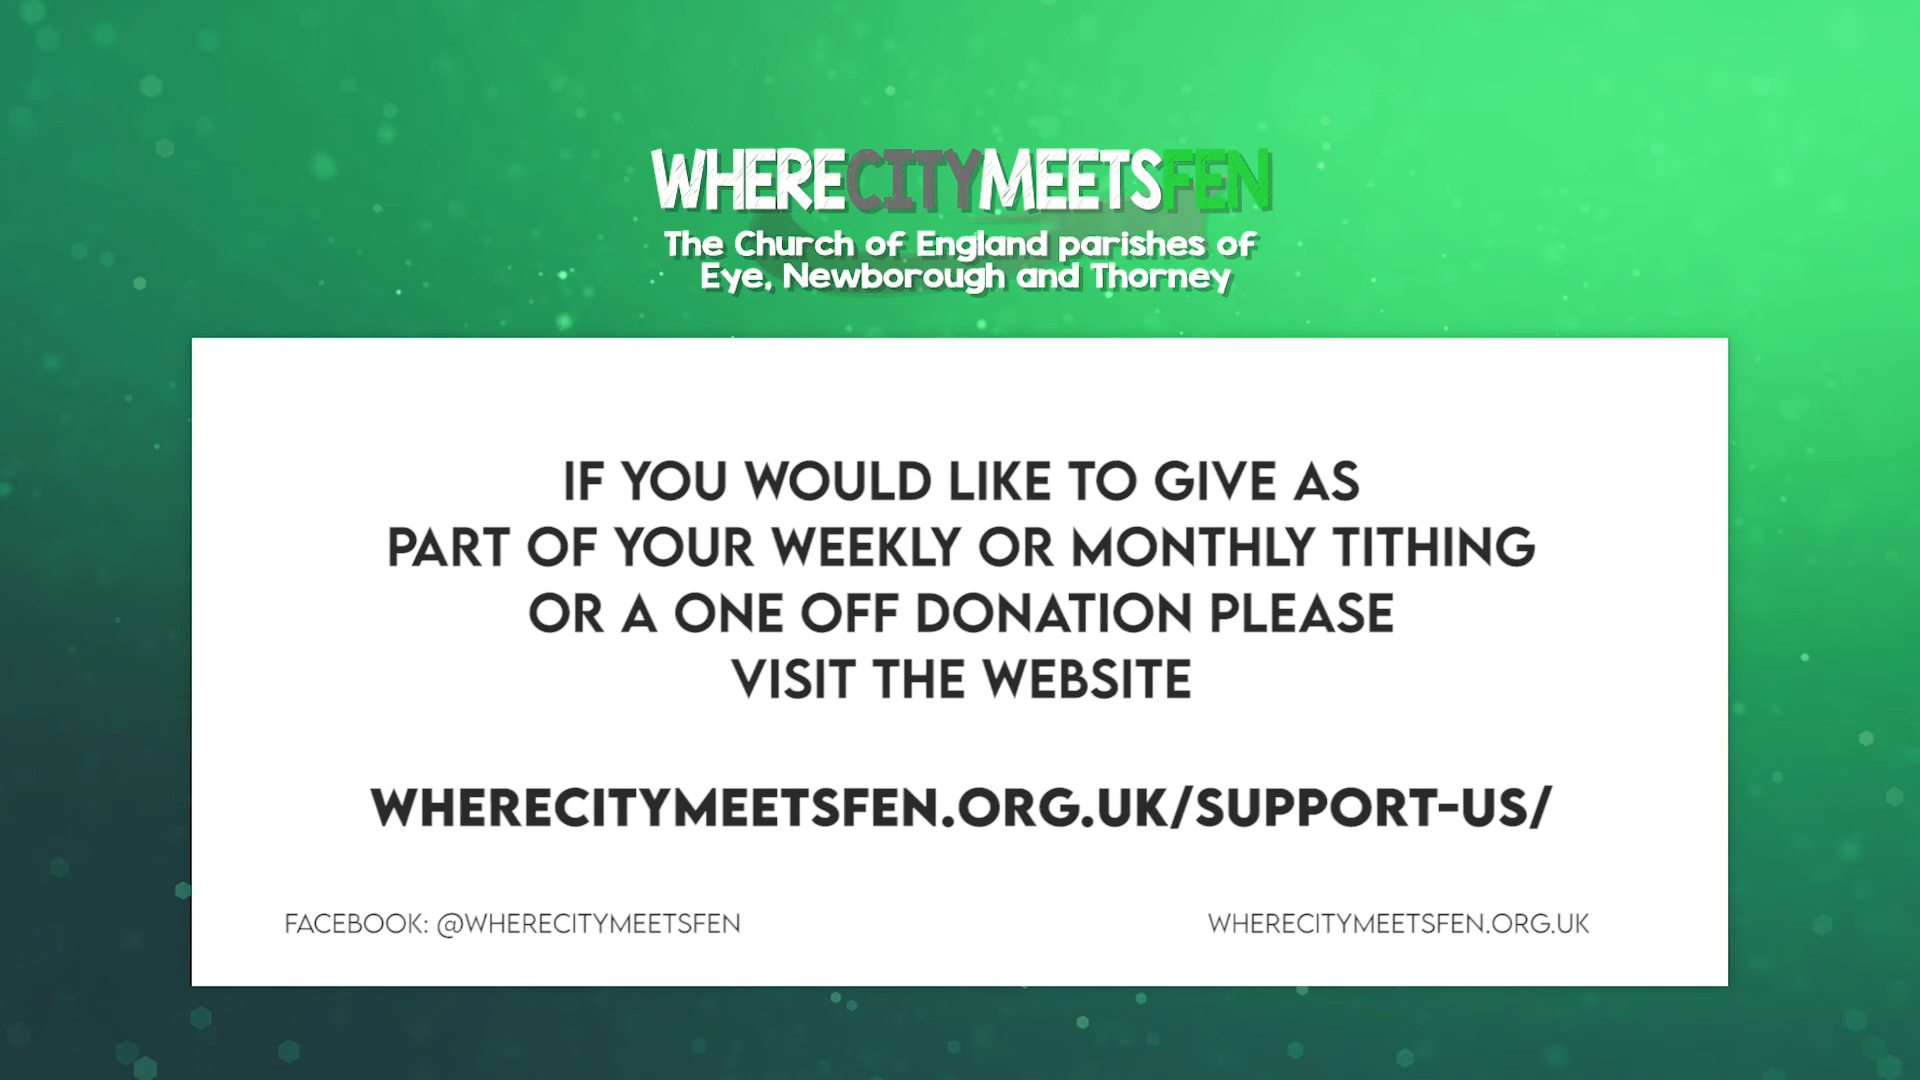 WHERECITYMEETSFEN
The Church of England parishes of
Eye, Newborough and Thorney
IF YOU WOULD LIKE TO GIVE AS
PART OF YOUR WEEKLY OR MONTHLY TITHING
OR A ONE OFF DONATION PLEASE
VISIT THE WEBSITE
WHERECITYMEETSFEN.ORG.UK/SUPPORT-US/
FACEBOOK: @WHERECITYMEETSFEN
WHERECITYMEETSFEN.ORG.UK